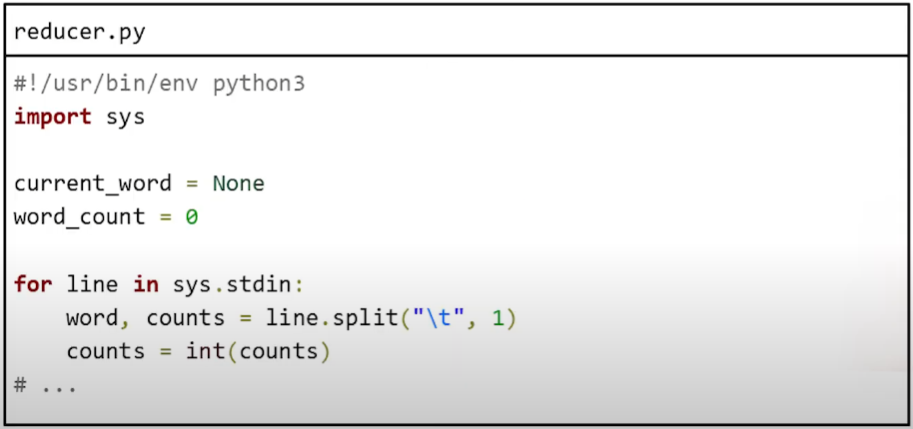 reducer.py
#!/usr/bin/env python3
import sys

current_word = None
word_count = 0

for line in sys.stdin:
    word, counts = line.split("\t", 1)
    counts = int(counts)
# ...